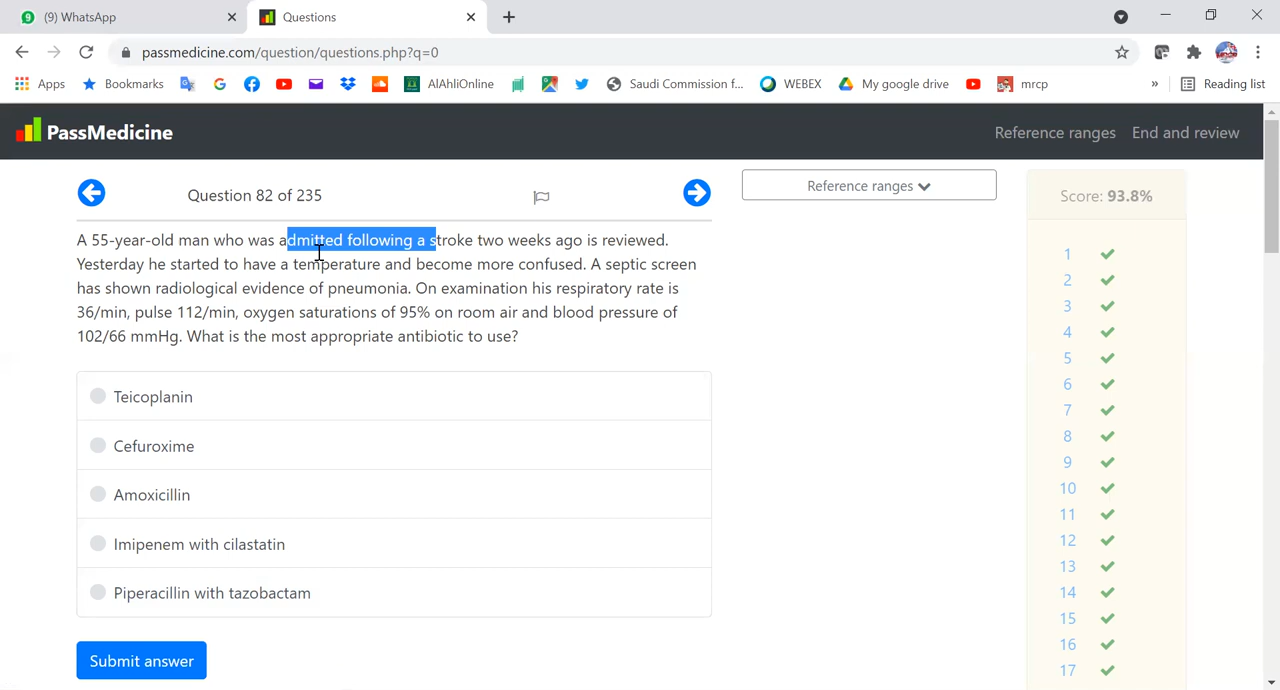 9 (9) WhatsApp
Questions
passmedicine.com/question/questions.php?q=0
Apps Bookmarks AlAhliOnline Saudi Commission f... WEBEX My google drive mrcp » Reading list
PassMedicine Reference ranges End and review
Question 82 of 235
Reference ranges
Score: 93.8%
A 55-year-old man who was admitted following a stroke two weeks ago is reviewed.
Yesterday he started to have a temperature and become more confused. A septic screen
has shown radiological evidence of pneumonia. On examination his respiratory rate is
36/min, pulse 112/min, oxygen saturations of 95% on room air and blood pressure of
102/66 mmHg. What is the most appropriate antibiotic to use?
Teicoplanin
Cefuroxime
Amoxicillin
Imipenem with cilastatin
Piperacillin with tazobactam
Submit answer
1
2
3
4
5
6
7
8
9
10
11
12
13
14
15
16
17